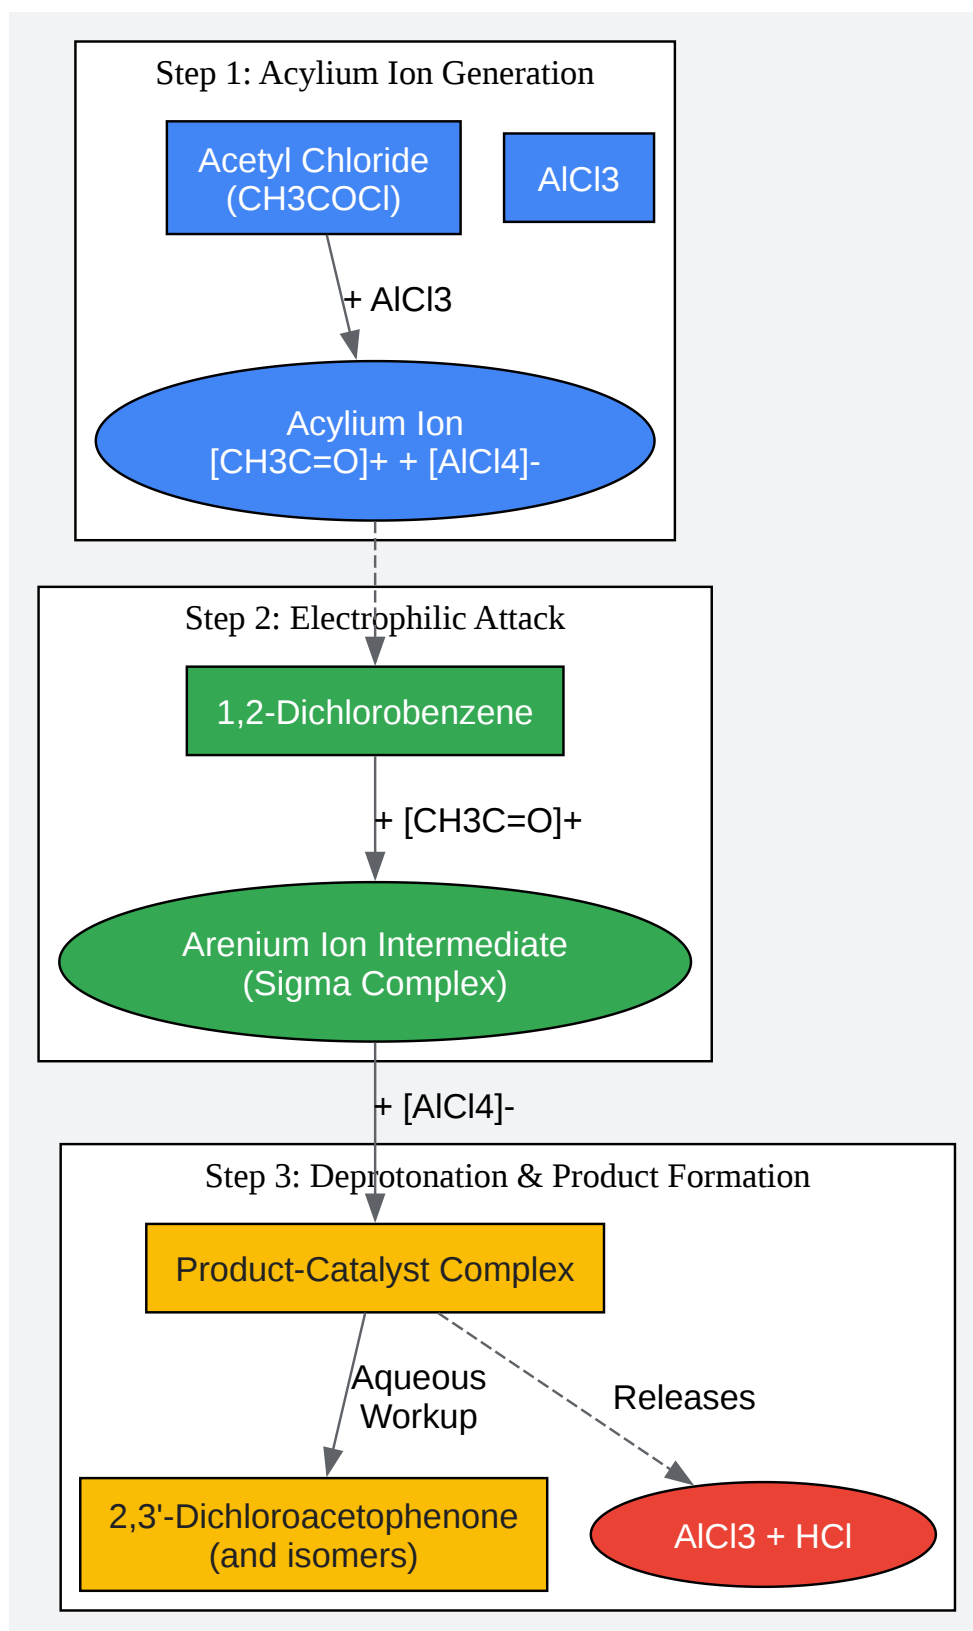 Step 1: Acylium Ion Generation
Acetyl Chloride
(CH3COCl)
AlCl3
+ AlCl3
Acylium Ion
[CH3C=O]+ + [AlCl4]-
Step 2: Electrophilic Attack
1,2-Dichlorobenzene
+ [CH3C=O]+
Arenium Ion Intermediate
(Sigma Complex)
+ [AlCl4]-
Step 3: Deprotonation & Product Formation
Product-Catalyst Complex
Aqueous
Workup
Releases
2,3'-Dichloroacetophenone
(and isomers)
AlCl3 + HCl